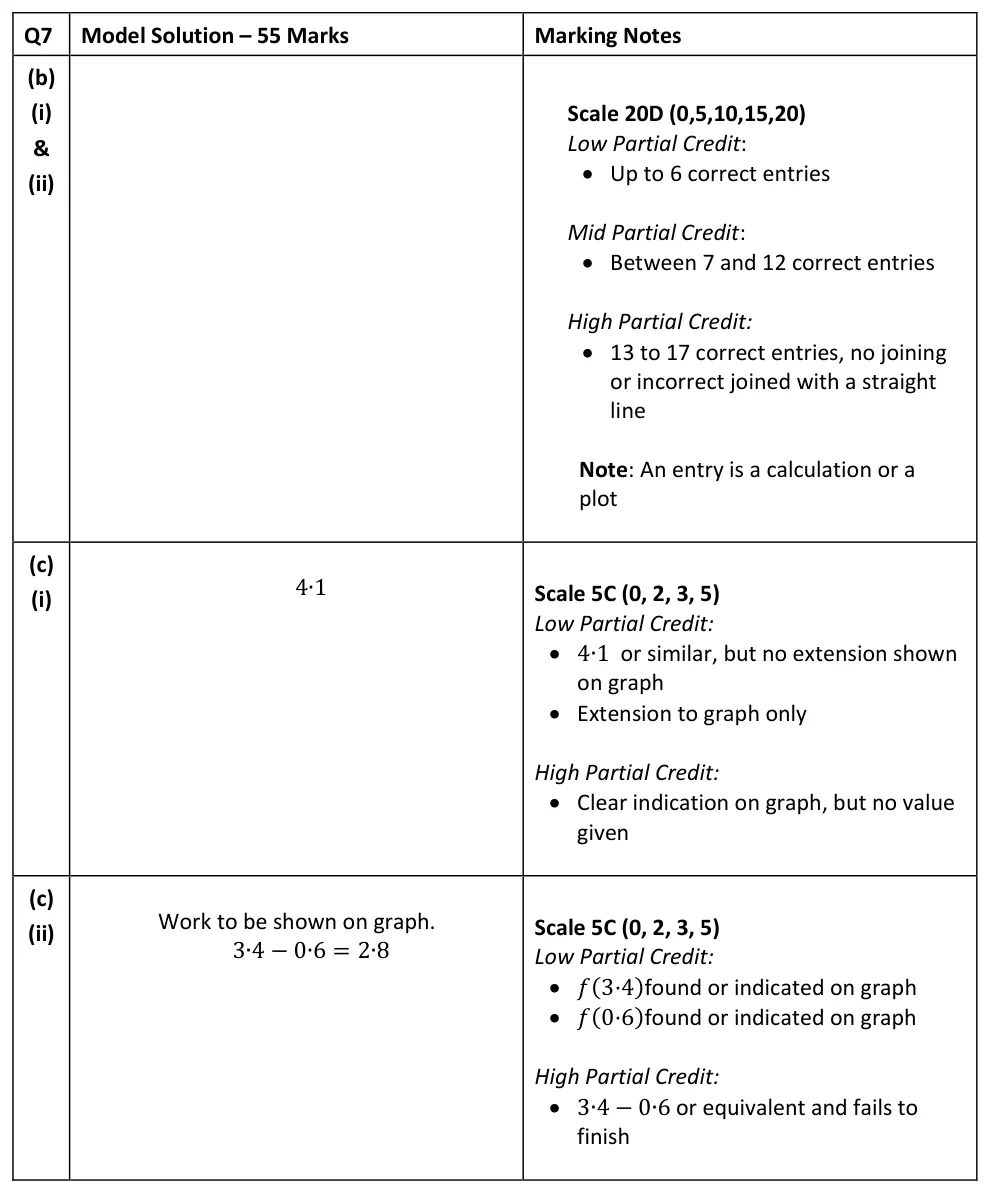 Q7 Model Solution – 55 Marks Marking Notes
(b)
(i)
&
(ii)
Scale 20D (0,5,10,15,20)
Low Partial Credit:
• Up to 6 correct entries
Mid Partial Credit:
• Between 7 and 12 correct entries
High Partial Credit:
• 13 to 17 correct entries, no joining
or incorrect joined with a straight
line
Note: An entry is a calculation or a
plot
(c)
(i)
4·1
Scale 5C (0, 2, 3, 5)
Low Partial Credit:
• 4·1 or similar, but no extension shown
on graph
• Extension to graph only
High Partial Credit:
• Clear indication on graph, but no value
given
(c)
(ii)
Work to be shown on graph.
3·4 − 0·6 = 2·8
Scale 5C (0, 2, 3, 5)
Low Partial Credit:
• f(3·4)found or indicated on graph
• f(0·6)found or indicated on graph
High Partial Credit:
• 3·4 − 0·6 or equivalent and fails to
finish